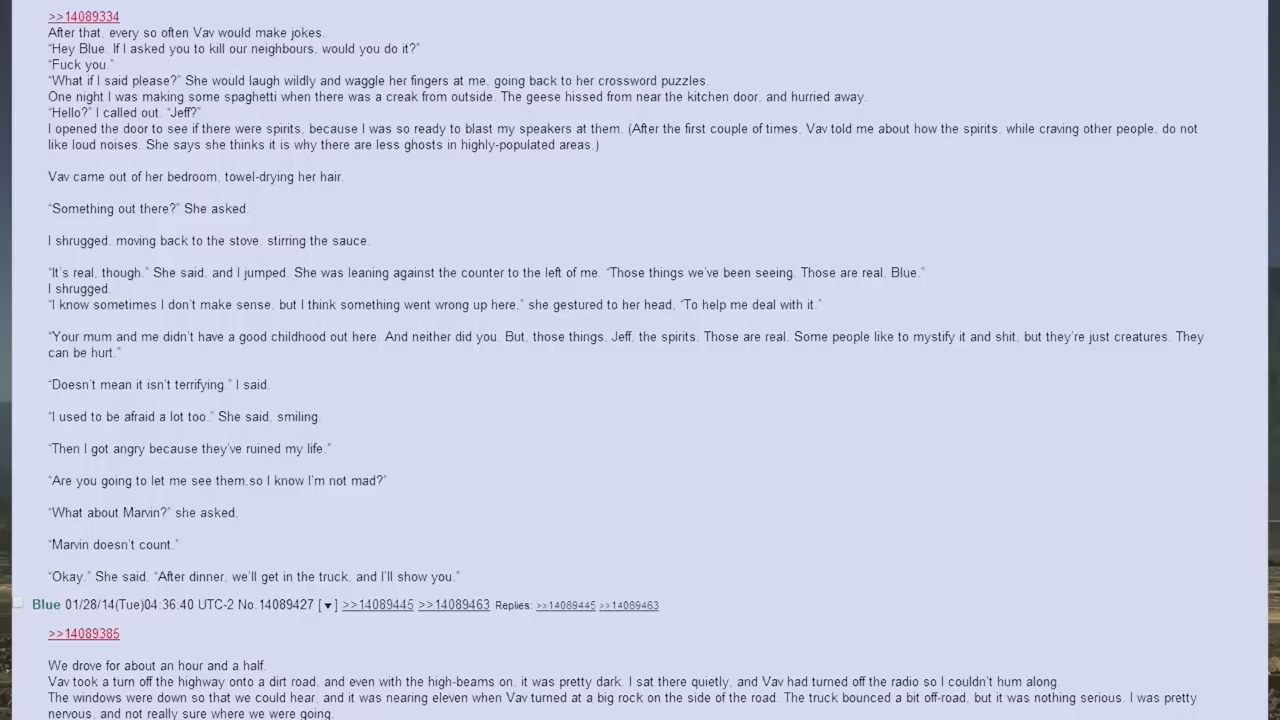 >>14089334
After that, every so often Vav would make jokes.
“Hey Blue. If I asked you to kill our neighbours, would you do it?”
“Fuck you.”
“What if I said please?” She would laugh wildly and waggle her fingers at me, going back to her crossword puzzles.
One night I was making some spaghetti when there was a creak from outside. The geese hissed from near the kitchen door, and hurried away.
“Hello?” I called out. “Jeff?”
I opened the door to see if there were spirits, because I was so ready to blast my speakers at them. (After the first couple of times, Vav told me about how the spirits, while craving other people, do not
like loud noises. She says she thinks it is why there are less ghosts in highly-populated areas.)
Vav came out of her bedroom, towel-drying her hair.
“Something out there?” She asked.
I shrugged, moving back to the stove, stirring the sauce.
“It’s real, though.” She said, and I jumped. She was leaning against the counter to the left of me. “Those things we’ve been seeing. Those are real, Blue.”
I shrugged.
“I know sometimes I don’t make sense, but I think something went wrong up here,” she gestured to her head, “To help me deal with it.”
“Your mum and me didn’t have a good childhood out here. And neither did you. But, those things, Jeff, the spirits. Those are real. Some people like to mystify it and shit, but they’re just creatures. They
can be hurt.”
“Doesn’t mean it isn’t terrifying.” I said.
“I used to be afraid a lot too.” She said, smiling.
“Then I got angry because they’ve ruined my life.”
“Are you going to let me see them,so I know I’m not mad?”
“What about Marvin?” she asked.
“Marvin doesn’t count.”
“Okay.” She said. “After dinner, we’ll get in the truck, and I’ll show you.”
Blue 01/28/14(Tue)04:36:40 UTC-2 No.14089427 [▼] >>14089445 >>14089463 Replies: >>14089445 >>14089463
>>14089385
We drove for about an hour and a half.
Vav took a turn off the highway onto a dirt road, and even with the high-beams on, it was pretty dark. I sat there quietly, and Vav had turned off the radio so I couldn’t hum along.
The windows were down so that we could hear, and it was nearing eleven when Vav turned at a big rock on the side of the road. The truck bounced a bit off-road, but it was nothing serious. I was pretty
nervous, and not really sure where we were going.